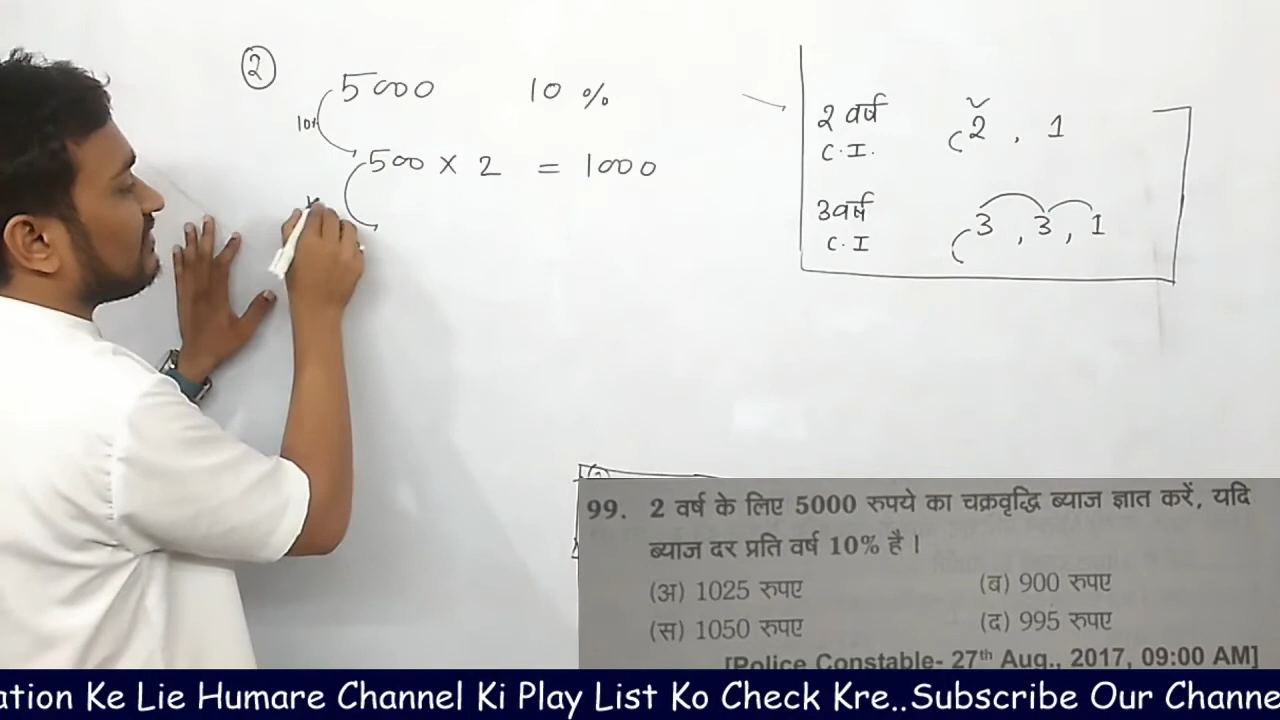 2
5000 10 %
10%
500 × 2 = 1000
2 वर्ष 2 , 1
C.I.
3 वर्ष 3 , 3 , 1
C.I
99. 2 वर्ष के लिए 5000 रुपये का चक्रवृद्धि ब्याज ज्ञात करें, यदि
ब्याज दर प्रति वर्ष 10% है ।
(अ) 1025 रुपए (ब) 900 रुपए
(स) 1050 रुपए (द) 995 रुपए
[Police Constable- 27th Aug., 2017, 09:00 AM]
ation Ke Lie Humare Channel Ki Play List Ko Check Kre..Subscribe Our Channe